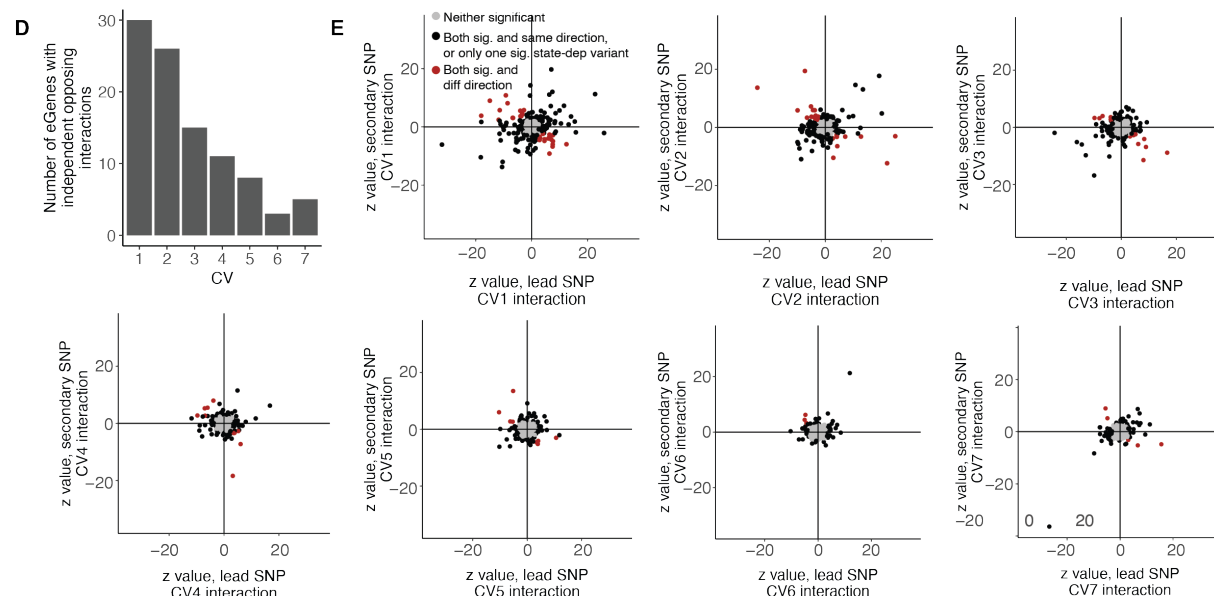 D
Number of eGenes with
independent opposing
interactions
30
20
10
0
1 2 3 4 5 6 7
CV
E
Neither significant
Both sig. and same direction,
or only one sig. state-dep variant
Both sig. and
diff direction
z value, secondary SNP
CV1 interaction
20
0
−20
−20 0 20
z value, lead SNP
CV1 interaction
z value, secondary SNP
CV2 interaction
20
0
−20
−20 0 20
z value, lead SNP
CV2 interaction
z value, secondary SNP
CV3 interaction
20
0
−20
−20 0 20
z value, lead SNP
CV3 interaction
z value, secondary SNP
CV4 interaction
20
0
−20
−20 0 20
z value, lead SNP
CV4 interaction
z value, secondary SNP
CV5 interaction
20
0
−20
−20 0 20
z value, lead SNP
CV5 interaction
z value, secondary SNP
CV6 interaction
20
0
−20
−20 0 20
z value, lead SNP
CV6 interaction
z value, secondary SNP
CV7 interaction
20
0
−20
−20 0 20
−20 0 20
z value, lead SNP
CV7 interaction